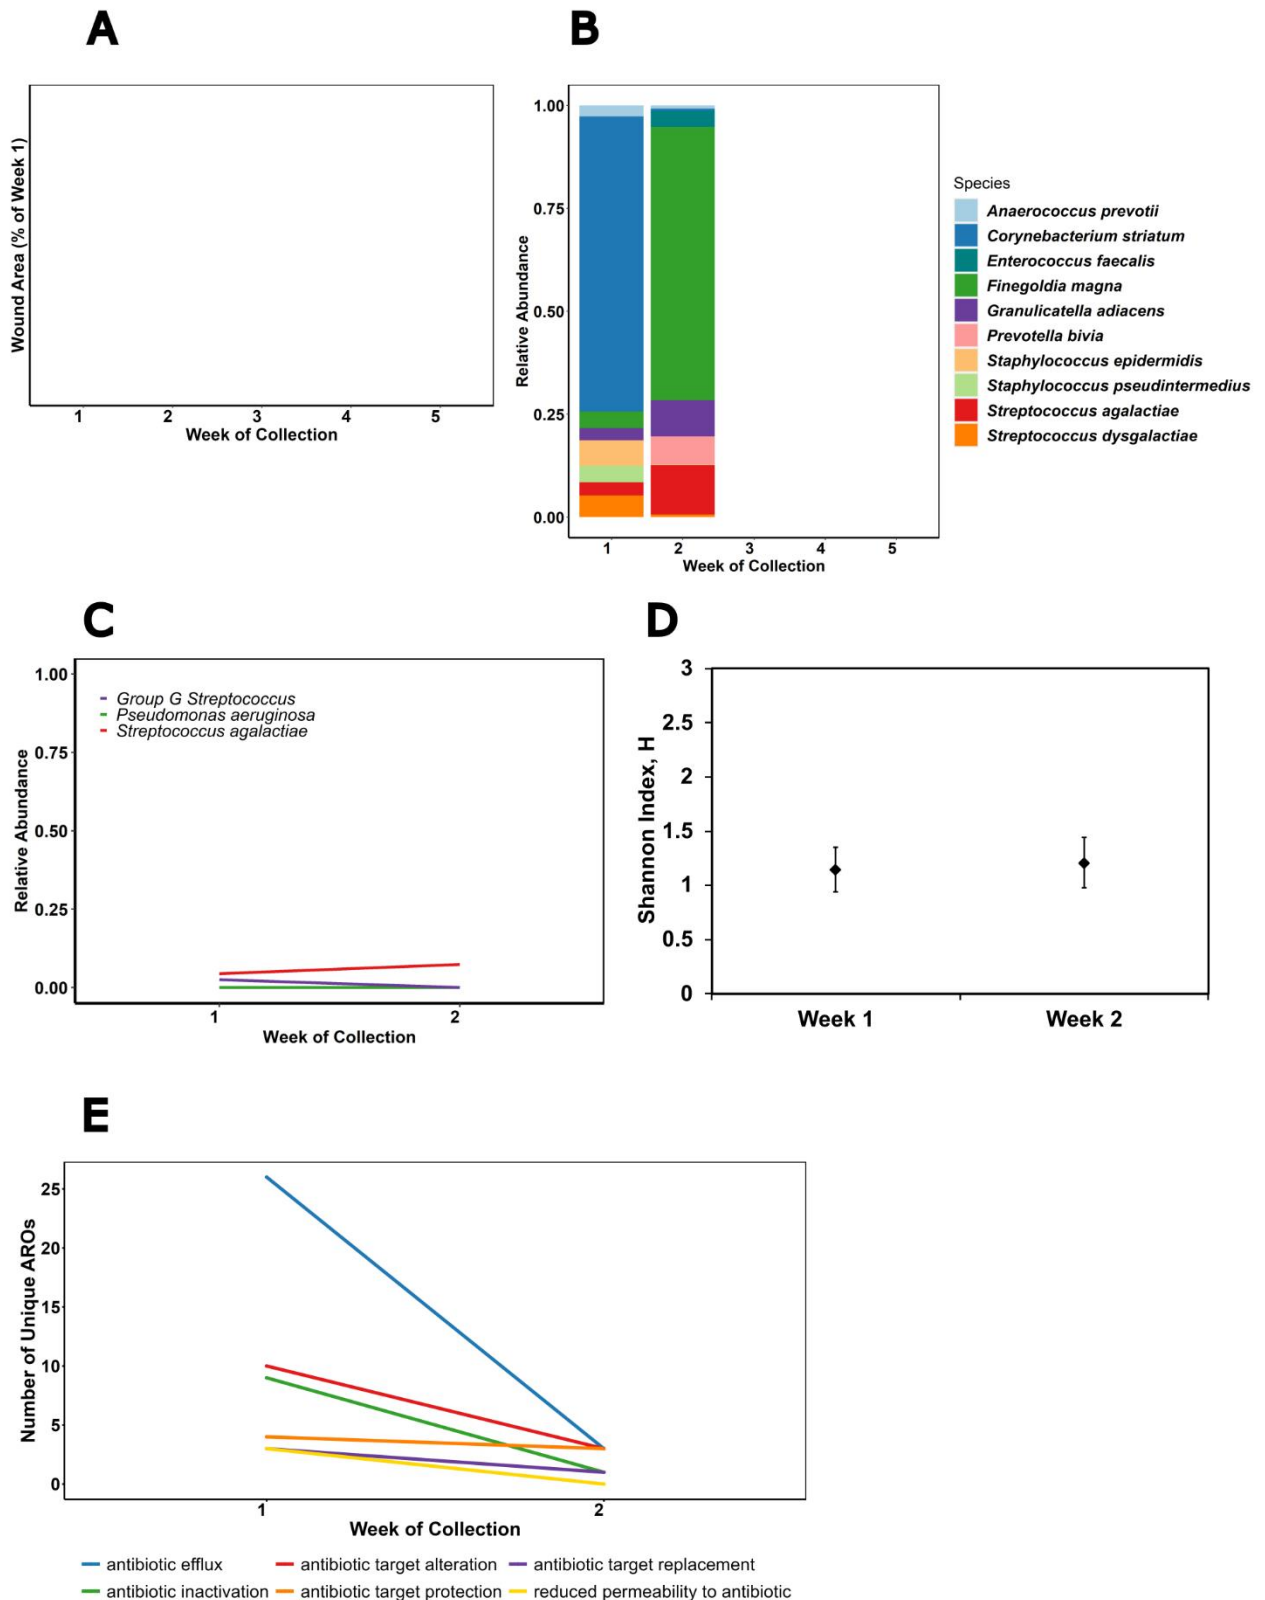 A
Wound Area (% of Week 1)
1 2 3 4 5
Week of Collection
B
Relative Abundance
1.00
0.75
0.50
0.25
0.00
1 2 3 4 5
Week of Collection
Species
Anaerococcus prevotii
Corynebacterium striatum
Enterococcus faecalis
Finegoldia magna
Granulicatella adiacens
Prevotella bivia
Staphylococcus epidermidis
Staphylococcus pseudintermedius
Streptococcus agalactiae
Streptococcus dysgalactiae
C
Relative Abundance
1.00
0.75
0.50
0.25
0.00
Group G Streptococcus
Pseudomonas aeruginosa
Streptococcus agalactiae
1 2
Week of Collection
D
Shannon Index, H
3
2.5
2
1.5
1
0.5
0
Week 1 Week 2
E
Number of Unique AROs
25
20
15
10
5
0
1 2
Week of Collection
antibiotic efflux antibiotic target alteration antibiotic target replacement
antibiotic inactivation antibiotic target protection reduced permeability to antibiotic